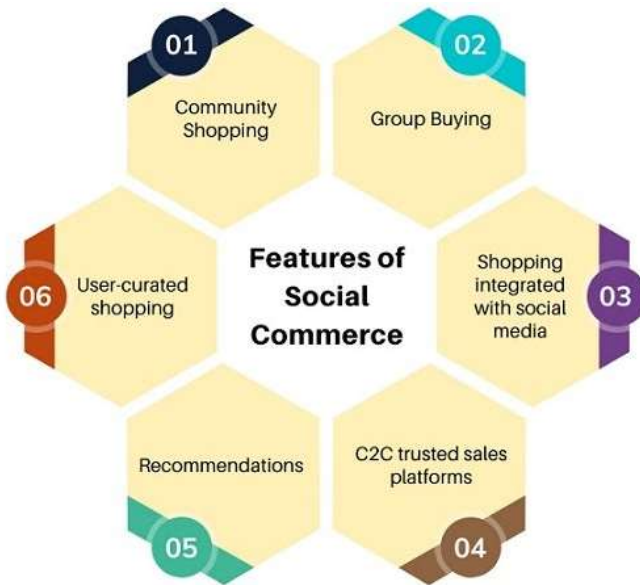 01
Community
Shopping
02
Group Buying
Features of
Social
Commerce
03
Shopping
integrated
with social
media
04
C2C trusted sales
platforms
05
Recommendations
06
User-curated
shopping